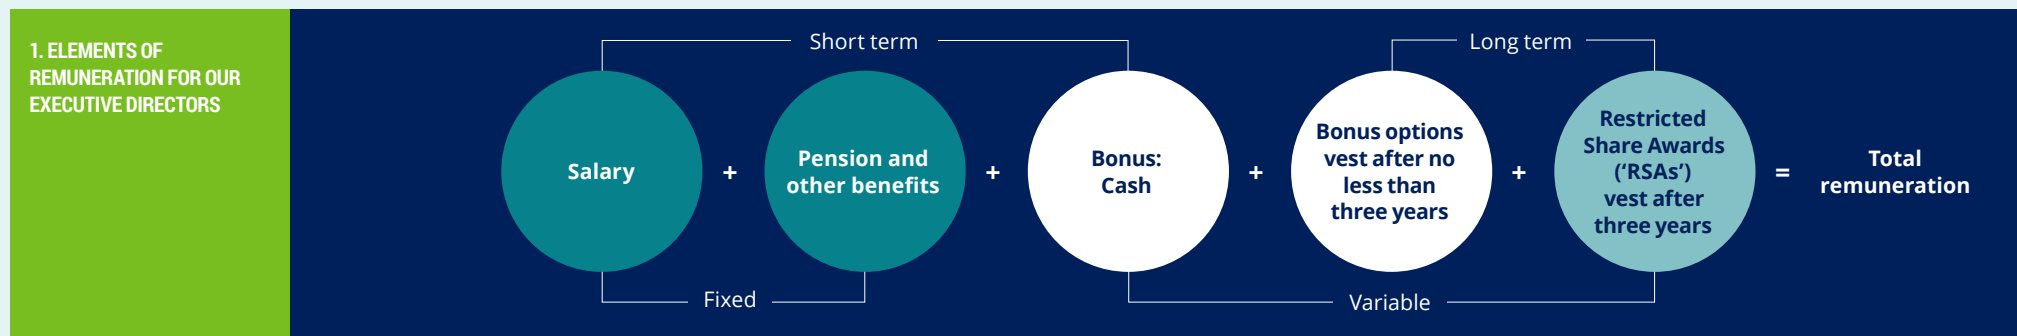 1. ELEMENTS OF
REMUNERATION FOR OUR
EXECUTIVE DIRECTORS
Short term
Long term
Salary
+
Pension and
other benefits
+
Bonus:
Cash
+
Bonus options
vest after no
less than
three years
+
Restricted
Share Awards
(‘RSAs’)
vest after
three years
=
Total
remuneration
Fixed
Variable